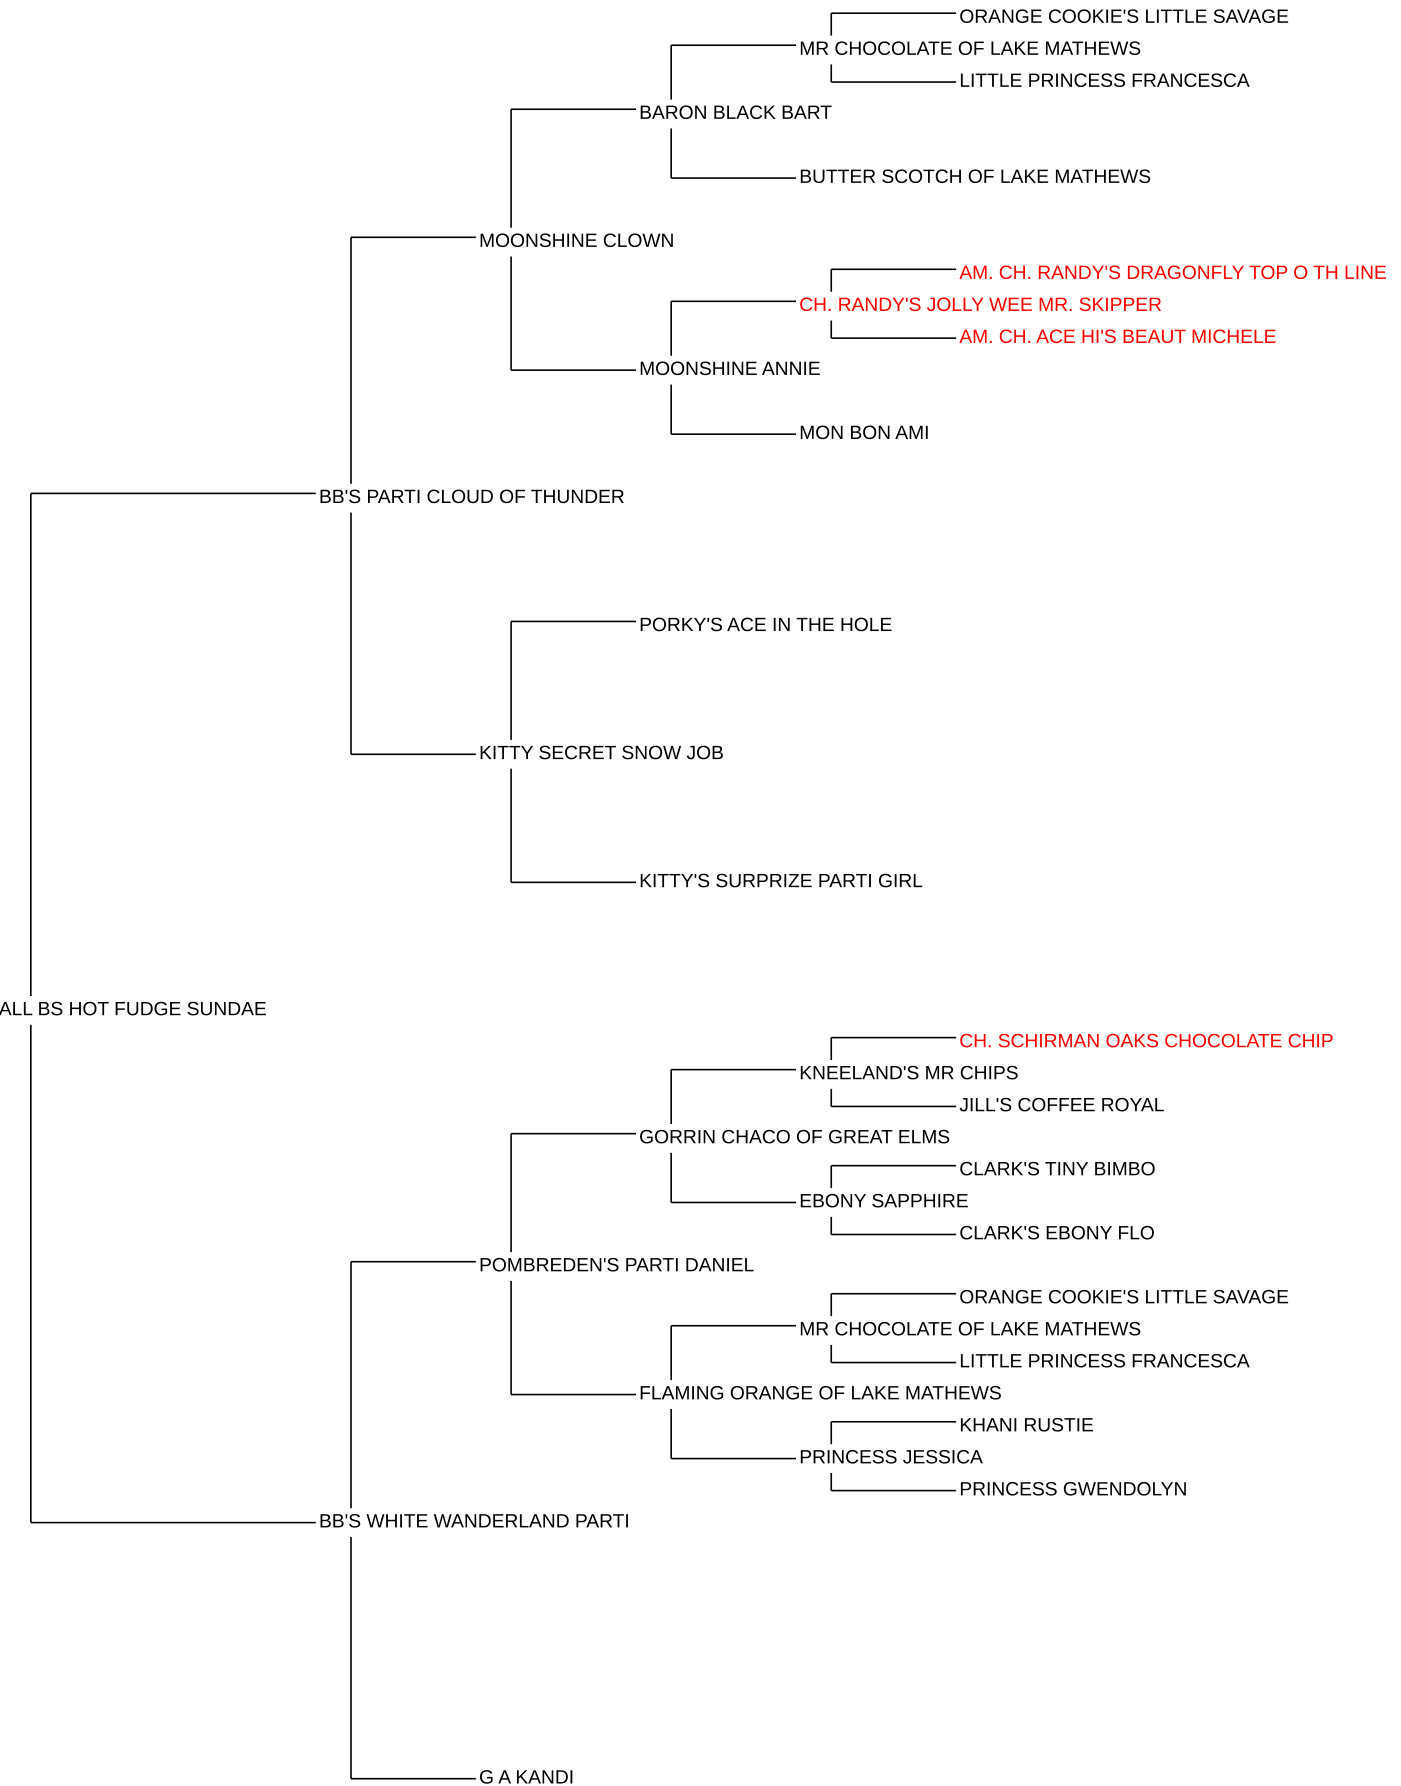 ORANGE COOKIE'S LITTLE SAVAGE
MR CHOCOLATE OF LAKE MATHEWS
LITTLE PRINCESS FRANCESCA
BARON BLACK BART
BUTTER SCOTCH OF LAKE MATHEWS
MOONSHINE CLOWN
AM. CH. RANDY'S DRAGONFLY TOP O TH LINE
CH. RANDY'S JOLLY WEE MR. SKIPPER
AM. CH. ACE HI'S BEAUT MICHELE
MOONSHINE ANNIE
MON BON AMI
BB'S PARTI CLOUD OF THUNDER
PORKY'S ACE IN THE HOLE
KITTY SECRET SNOW JOB
KITTY'S SURPRIZE PARTI GIRL
ALL BS HOT FUDGE SUNDAE
CH. SCHIRMAN OAKS CHOCOLATE CHIP
KNEELAND'S MR CHIPS
JILL'S COFFEE ROYAL
GORRIN CHACO OF GREAT ELMS
CLARK'S TINY BIMBO
EBONY SAPPHIRE
CLARK'S EBONY FLO
POMBREDEN'S PARTI DANIEL
ORANGE COOKIE'S LITTLE SAVAGE
MR CHOCOLATE OF LAKE MATHEWS
LITTLE PRINCESS FRANCESCA
FLAMING ORANGE OF LAKE MATHEWS
KHANI RUSTIE
PRINCESS JESSICA
PRINCESS GWENDOLYN
BB'S WHITE WANDERLAND PARTI
G A KANDI